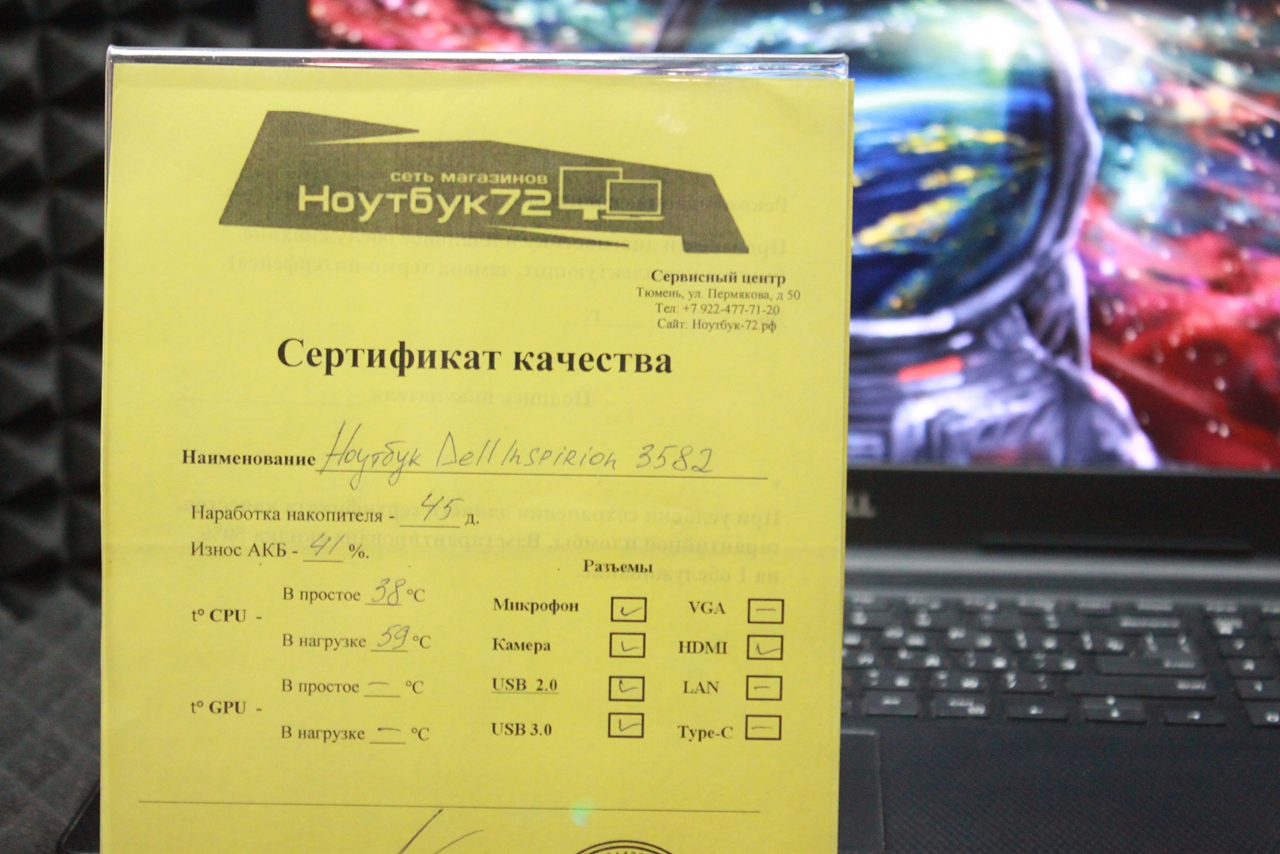 сеть магазинов
Ноутбук72
Сервисный центр
Тюмень, ул. Пермякова, д 50
Тел: +7 922-477-71-20
Сайт: Ноутбук-72.рф
Сертификат качества
Наименование Ноутбук Dell Inspirion 3582
Наработка накопителя - 45 д.
Износ АКБ - 41 %.
Разъемы
t° CPU -
В простое 38 °C
В нагрузке 59 °C
t° GPU -
В простое — °C
В нагрузке — °C
Микрофон ✓ VGA —
Камера ✓ HDMI ✓
USB 2.0 ✓ LAN —
USB 3.0 ✓ Type-C —